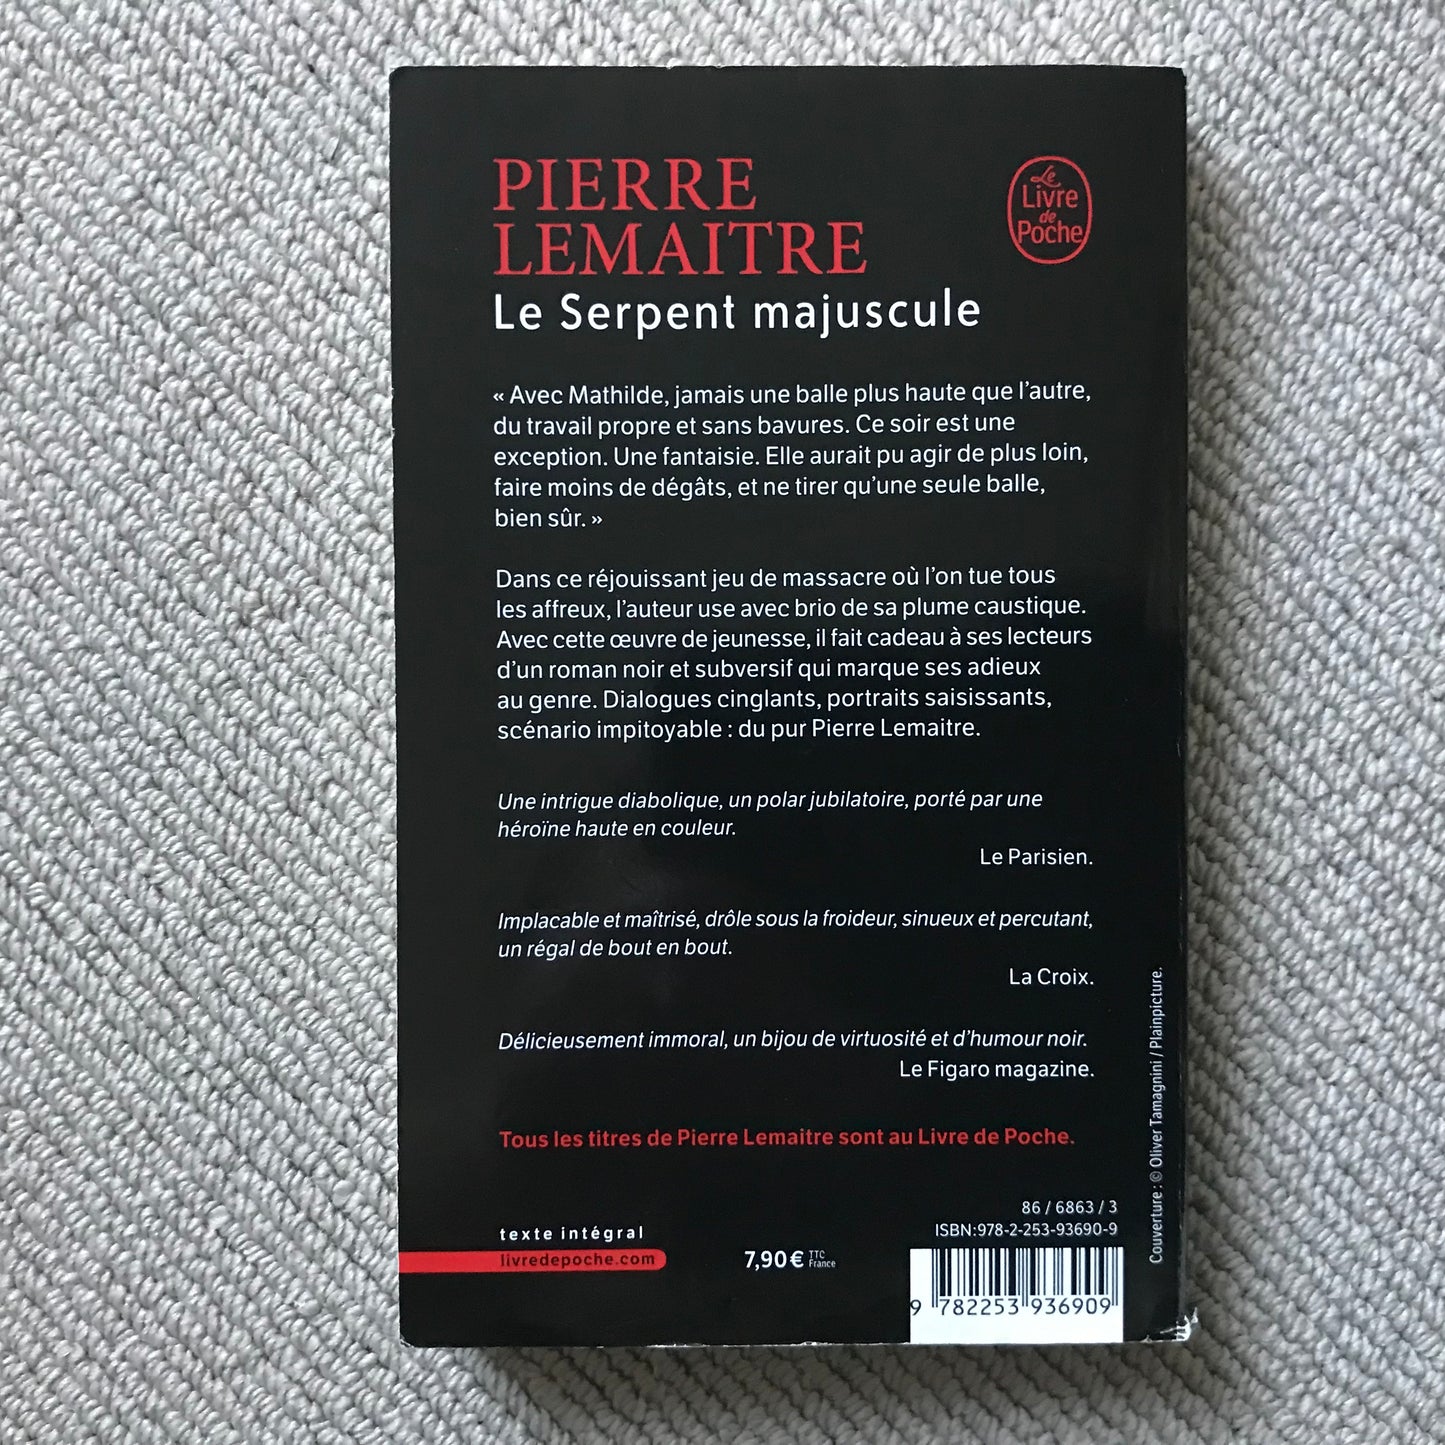 PIERRE
LEMAITRE
Le Serpent majuscule
Le
Livre
de
Poche
« Avec Mathilde, jamais une balle plus haute que l'autre,
du travail propre et sans bavures. Ce soir est une
exception. Une fantaisie. Elle aurait pu agir de plus loin,
faire moins de dégâts, et ne tirer qu'une seule balle,
bien sûr. »
Dans ce réjouissant jeu de massacre où l'on tue tous
les affreux, l'auteur use avec brio de sa plume caustique.
Avec cette œuvre de jeunesse, il fait cadeau à ses lecteurs
d'un roman noir et subversif qui marque ses adieux
au genre. Dialogues cinglants, portraits saisissants,
scénario impitoyable : du pur Pierre Lemaitre.
Une intrigue diabolique, un polar jubilatoire, porté par une
héroïne haute en couleur.
Le Parisien.
Implacable et maîtrisé, drôle sous la froideur, sinueux et percutant,
un régal de bout en bout.
La Croix.
Délicieusement immoral, un bijou de virtuosité et d'humour noir.
Le Figaro magazine.
Tous les titres de Pierre Lemaitre sont au Livre de Poche.
Couverture : © Oliver Tamagnini / Plainpicture.
texte intégral
livredepoche.com
7,90 € TTC
France
86 / 6863 / 3
ISBN:978-2-253-93690-9
9 782253 936909